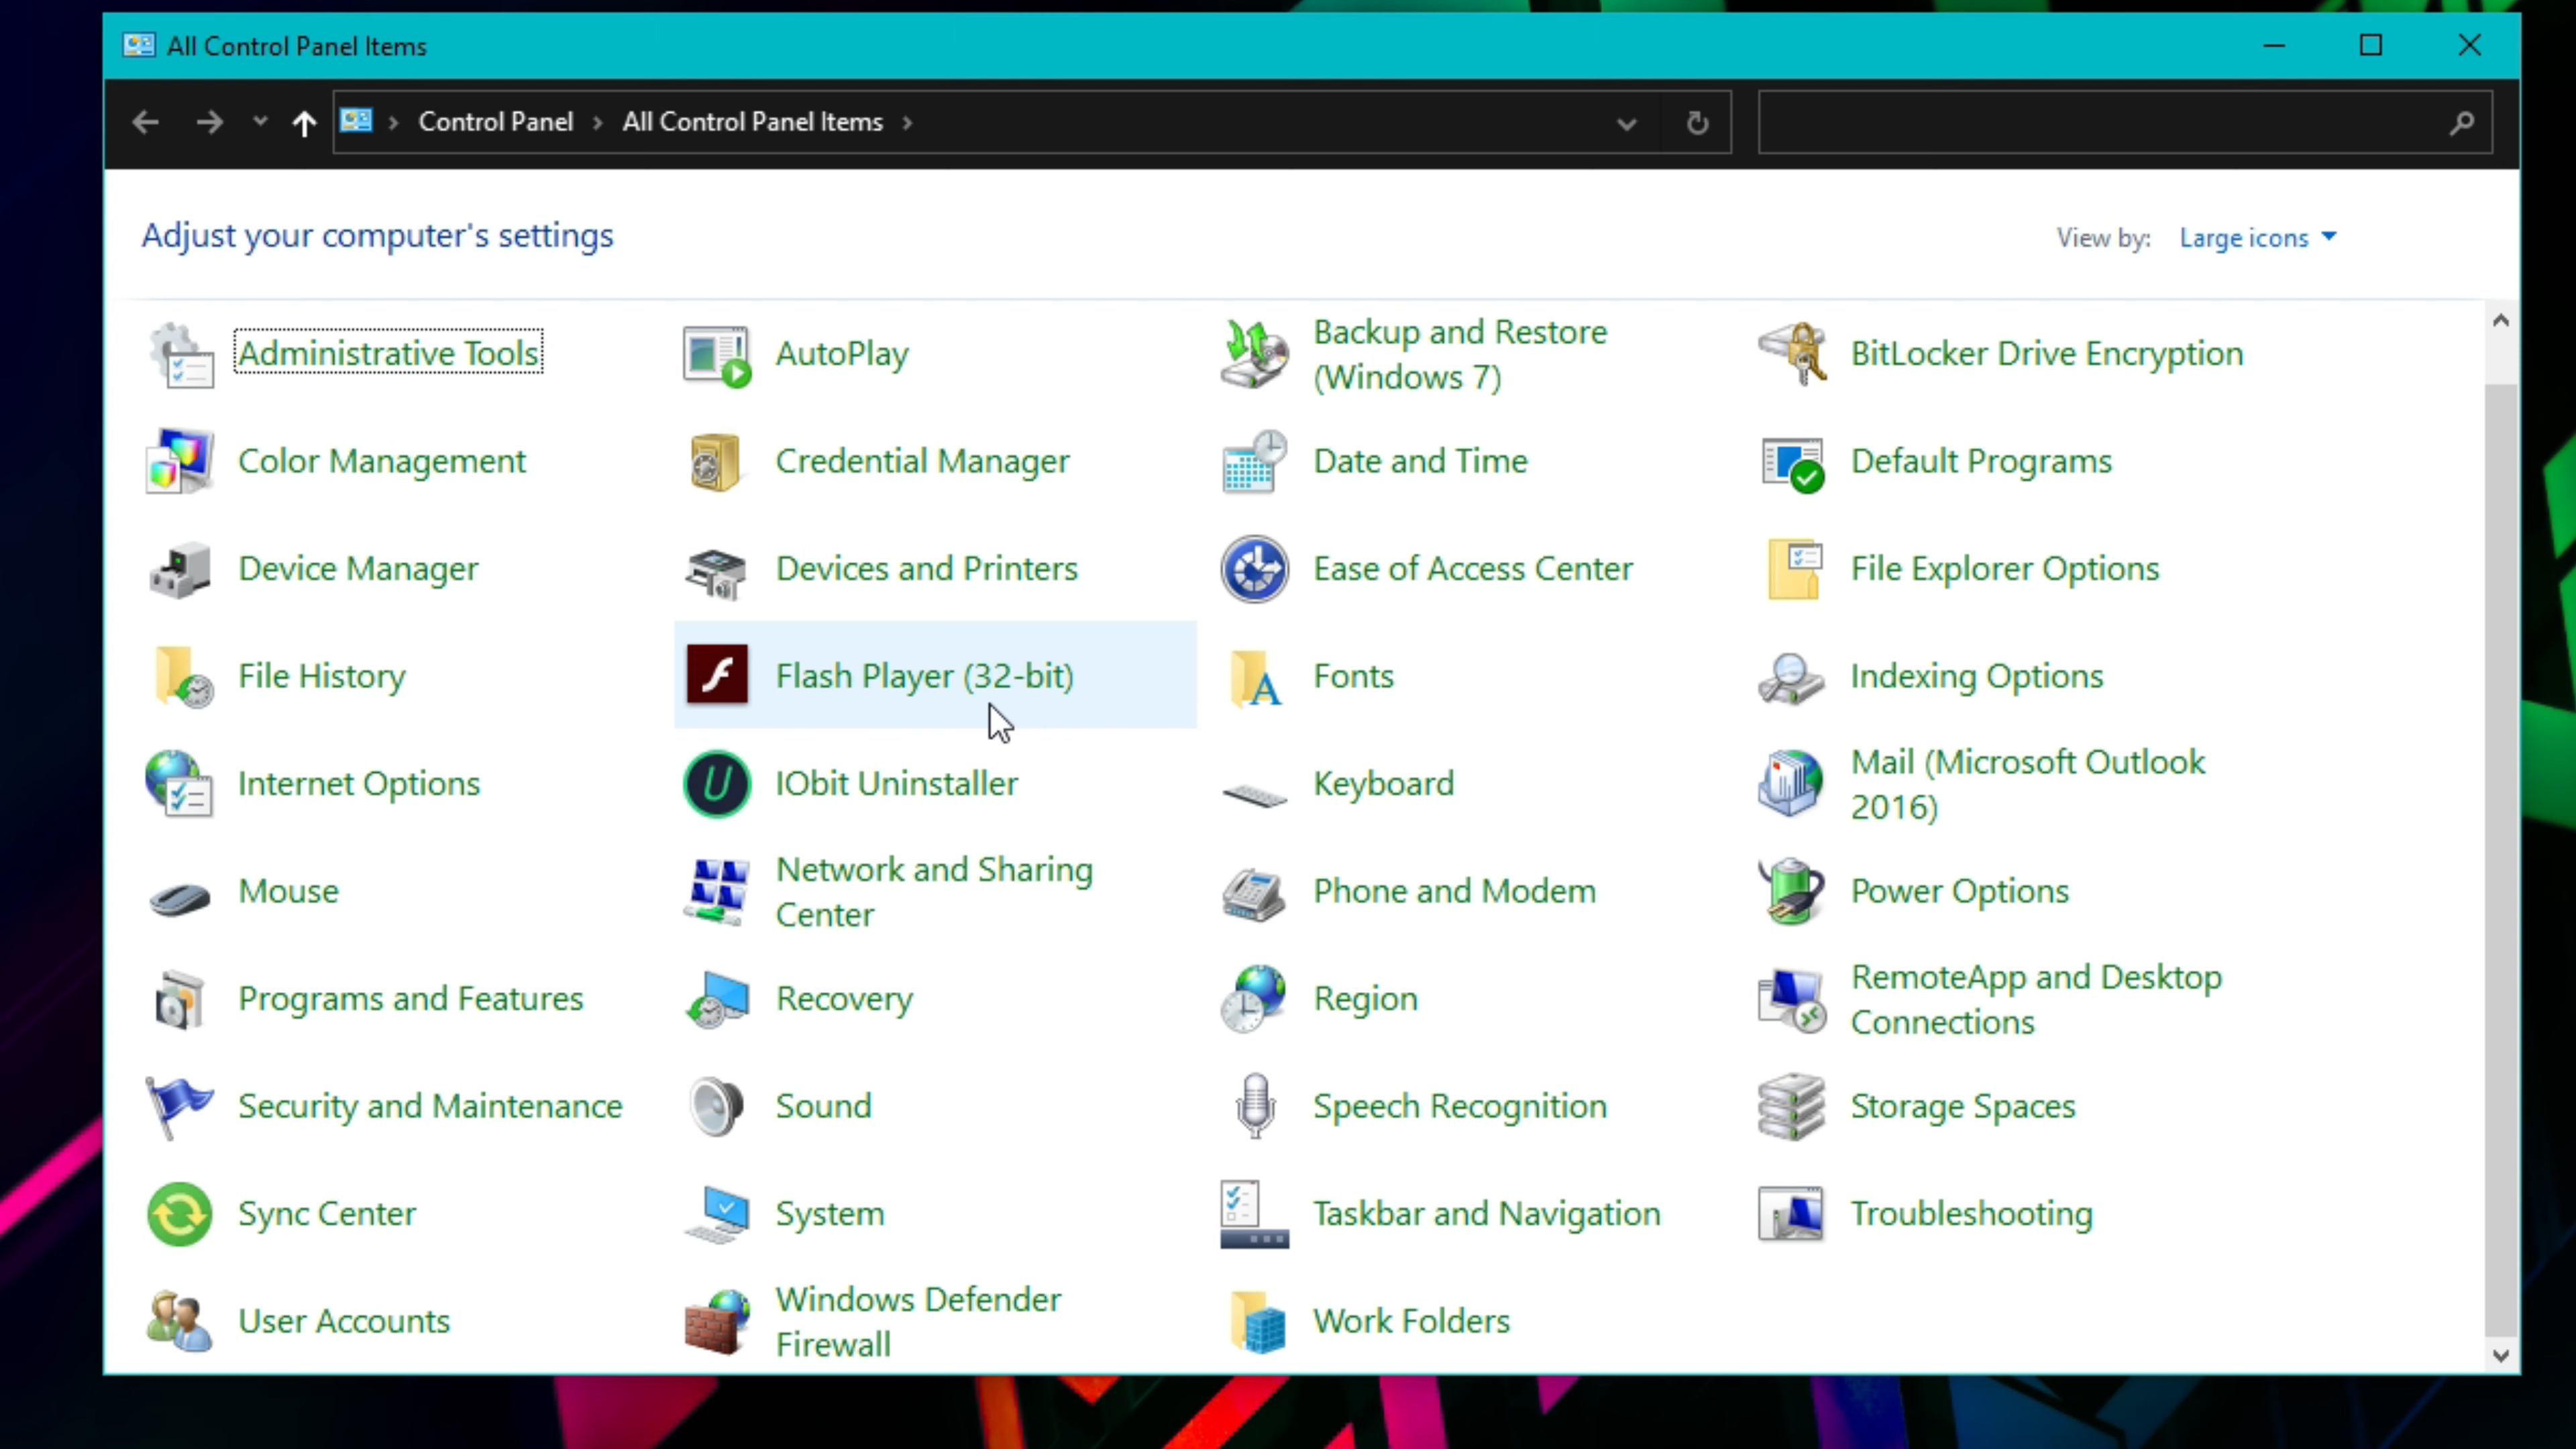 All Control Panel Items
Control Panel
All Control Panel Items
Adjust your computer's settings
View by:
Large icons
Administrative Tools
AutoPlay
Backup and Restore
(Windows 7)
BitLocker Drive Encryption
Color Management
Credential Manager
Date and Time
Default Programs
Device Manager
Devices and Printers
Ease of Access Center
File Explorer Options
File History
Flash Player (32-bit)
Fonts
Indexing Options
Internet Options
IObit Uninstaller
Keyboard
Mail (Microsoft Outlook
2016)
Mouse
Network and Sharing
Center
Phone and Modem
Power Options
Programs and Features
Recovery
Region
RemoteApp and Desktop
Connections
Security and Maintenance
Sound
Speech Recognition
Storage Spaces
Sync Center
System
Taskbar and Navigation
Troubleshooting
User Accounts
Windows Defender
Firewall
Work Folders